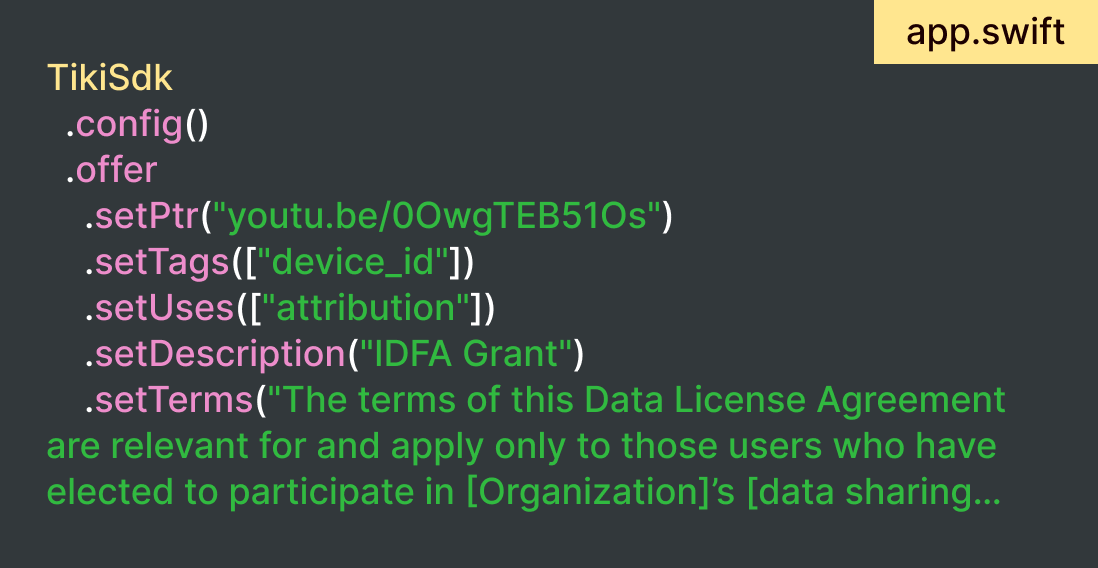 app.swift
TikiSdk
.config()
.offer
.setPtr("youtu.be/0OwgTEB51Os")
.setTags(["device_id"])
.setUses(["attribution"])
.setDescription("IDFA Grant")
.setTerms("The terms of this Data License Agreement
are relevant for and apply only to those users who have
elected to participate in [Organization]’s [data sharing...